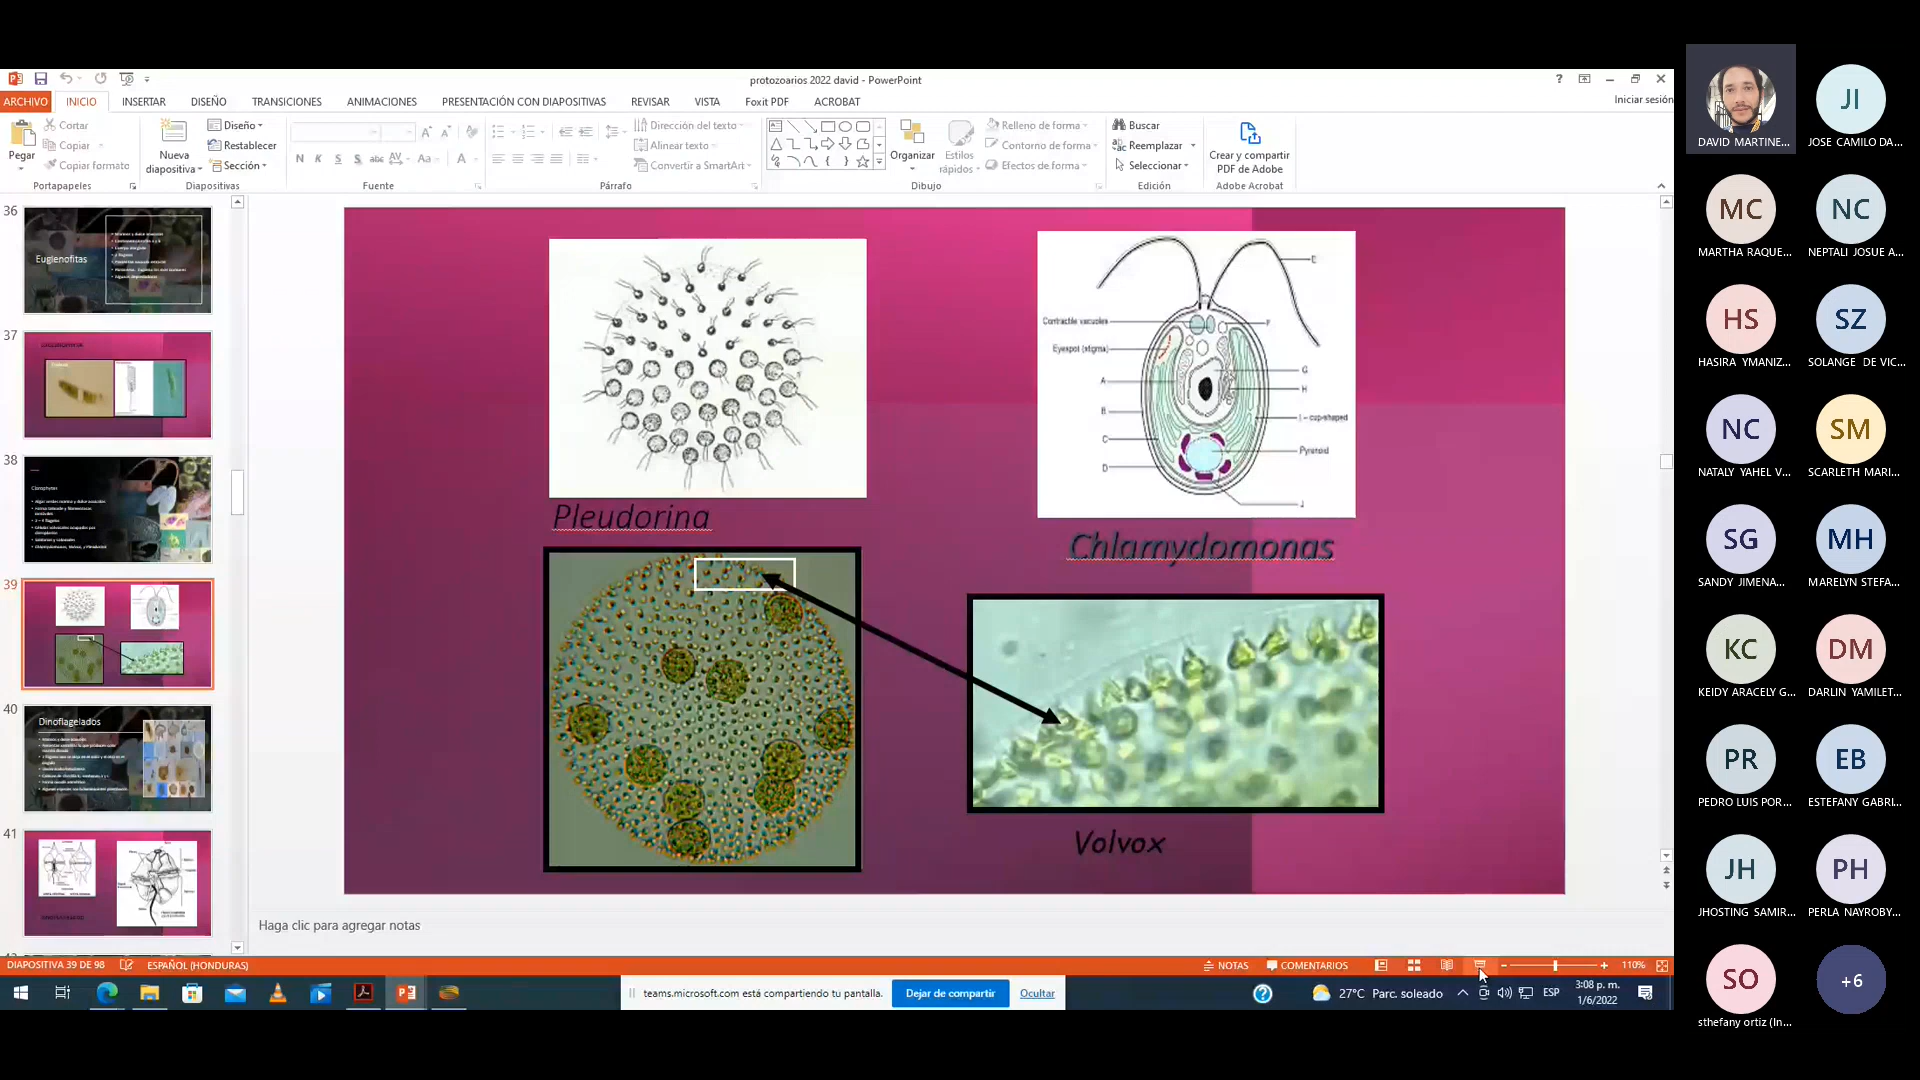 protozoarios 2022 david - PowerPoint
Iniciar sesión
ARCHIVO INICIO INSERTAR DISEÑO TRANSICIONES ANIMACIONES PRESENTACIÓN CON DIAPOSITIVAS REVISAR VISTA Foxit PDF ACROBAT
Pegar
Cortar
Copiar
Copiar formato
Portapapeles
Nueva diapositiva
Diseño
Restablecer
Sección
Diapositivas
N K S S abc AV Aa A
Fuente
Dirección del texto
Alinear texto
Convertir a SmartArt
Párrafo
Organizar
Estilos rápidos
Relleno de forma
Contorno de forma
Efectos de forma
Dibujo
Buscar
Reemplazar
Seleccionar
Edición
Crear y compartir PDF de Adobe
Adobe Acrobat
36
Euglenofitas
37
38
39
40
Dinoflagelados
41
Pleudorina
E
Contractile vacuoles
F
Eyespot (stigma)
G
A
H
B
I – cup-shaped
C
Pyrenoid
D
J
Chlamydomonas
Volvox
Haga clic para agregar notas
DIAPOSITIVA 39 DE 98 ESPAÑOL (HONDURAS) NOTAS COMENTARIOS 110%
teams.microsoft.com está compartiendo tu pantalla. Dejar de compartir Ocultar
27°C Parc. soleado ESP 3:08 p. m.
1/6/2022
DAVID MARTINE...
JI
JOSE CAMILO DA...
MC
MARTHA RAQUE...
NC
NEPTALI JOSUE A...
HS
HASIRA YMANIZ...
SZ
SOLANGE DE VIC...
NC
NATALY YAHEL V...
SM
SCARLETH MARI...
SG
SANDY JIMENA...
MH
MARELYN STEFA...
KC
KEIDY ARACELY G...
DM
DARLIN YAMILET...
PR
PEDRO LUIS POR...
EB
ESTEFANY GABRI...
JH
JHOSTING SAMIR...
PH
PERLA NAYROBY...
SO
sthefany ortiz (In...
+6